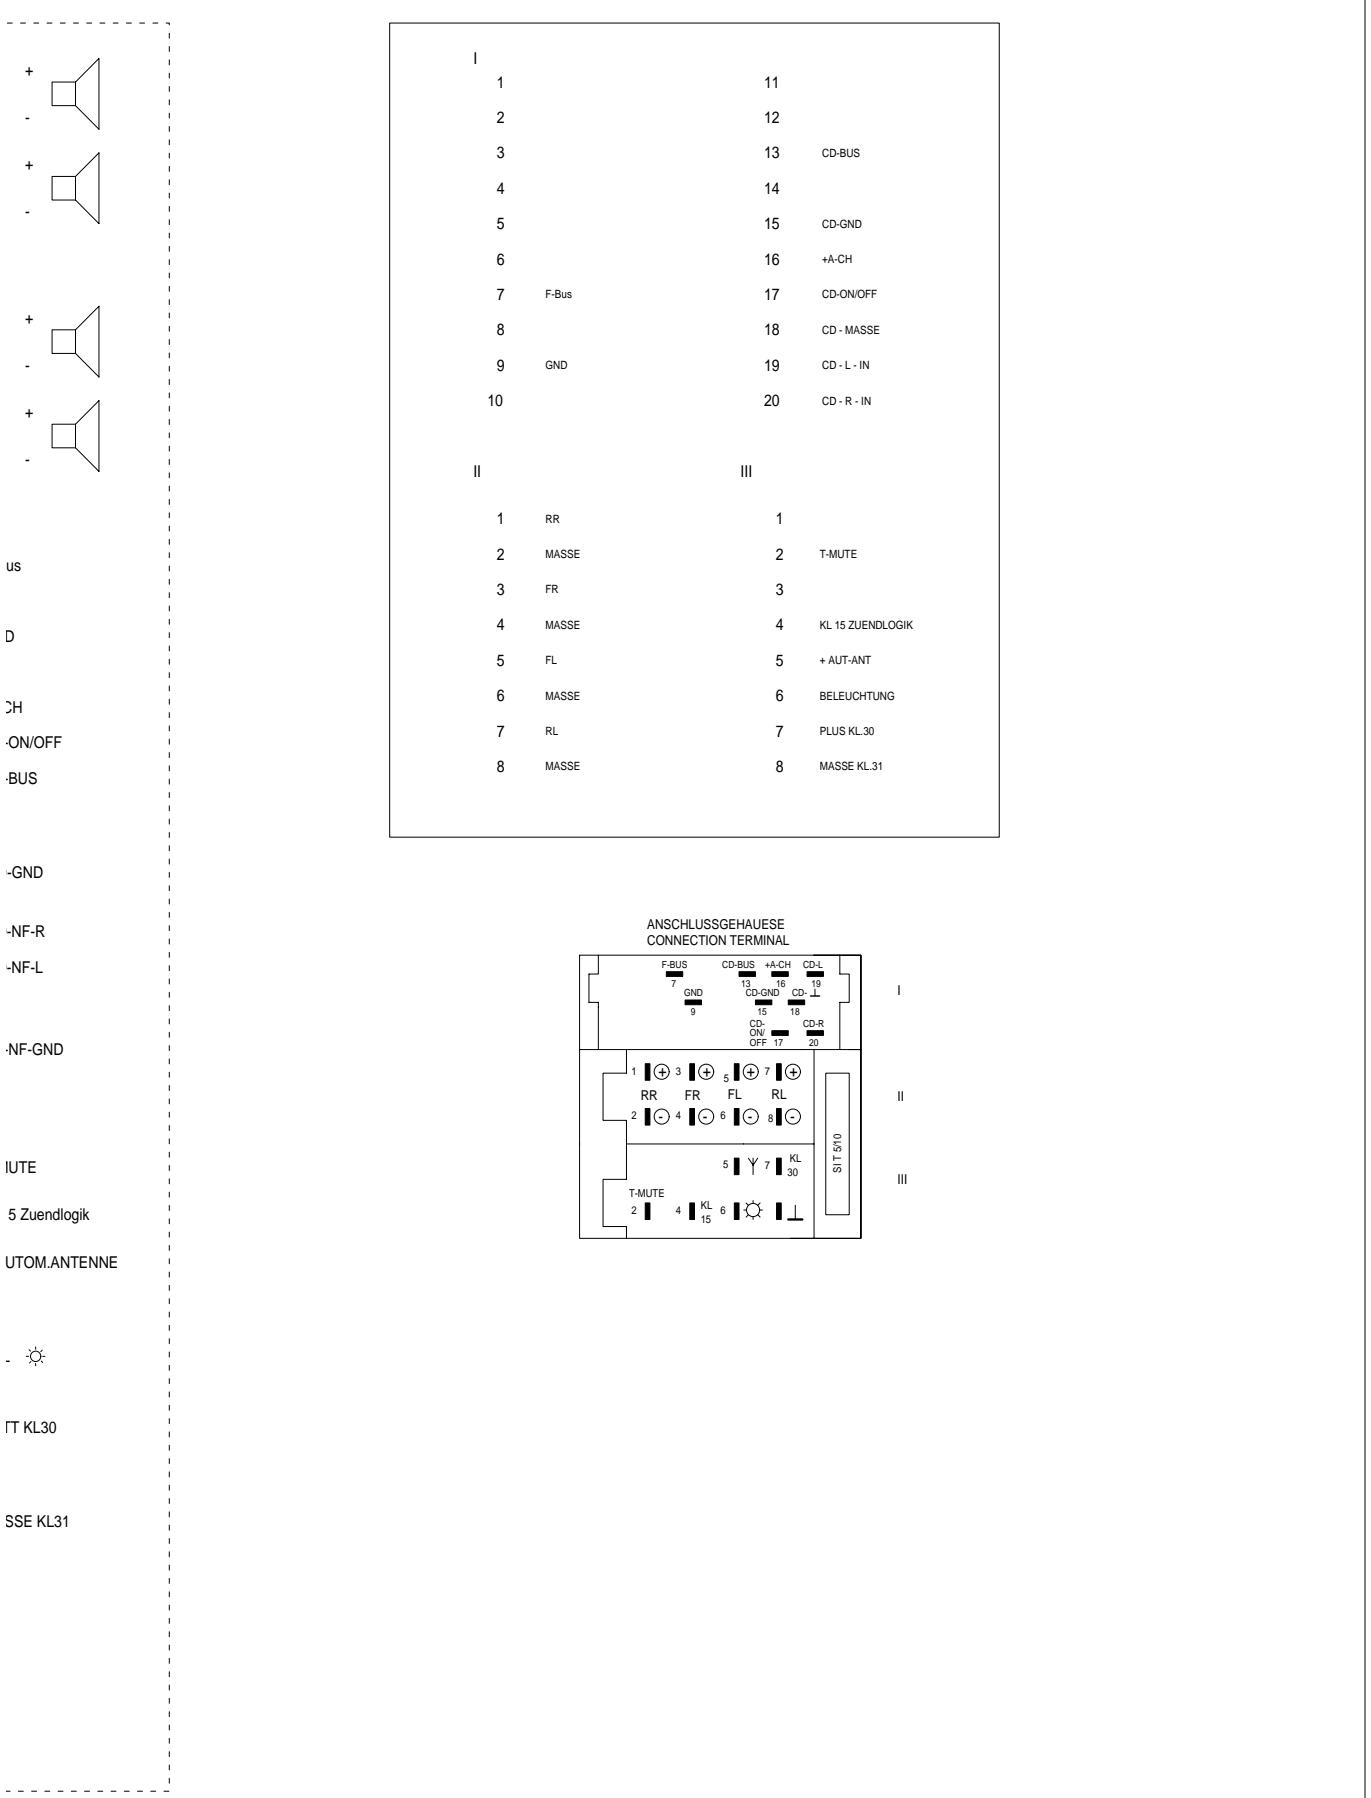 +
-
+
-
+
-
+
-
us
D
CH
-ON/OFF
-BUS
-GND
-NF-R
-NF-L
-NF-GND
5 Zuendlogik
UTOM.ANTENNE
-
TT KL30
SSE KL31
I
1 11
2 12
3 13 CD-BUS
4 14
5 15 CD-GND
6 16 +A-CH
7 F-Bus 17 CD-ON/OFF
8 18 CD - MASSE
9 GND 19 CD - L - IN
10 20 CD - R - IN
II III
1 RR 1
2 MASSE 2 T-MUTE
3 FR 3
4 MASSE 4 KL 15 ZUENDLOGIK
5 FL 5 + AUT-ANT
6 MASSE 6 BELEUCHTUNG
7 RL 7 PLUS KL.30
8 MASSE 8 MASSE KL.31
ANSCHLUSSGEHAUESE
CONNECTION TERMINAL
F-BUS CD-BUS +A-CH CD-L
7 13 16 19
GND CD-GND CD-
9 15 18
CD- CD-R
ON/
OFF 17 20
I
1 + 3 + 5 + 7 +
RR FR FL RL
2 - 4 - 6 - 8 -
II
5 7 KL
30
T-MUTE
2 4 KL 6
15
SI T 5/10
III